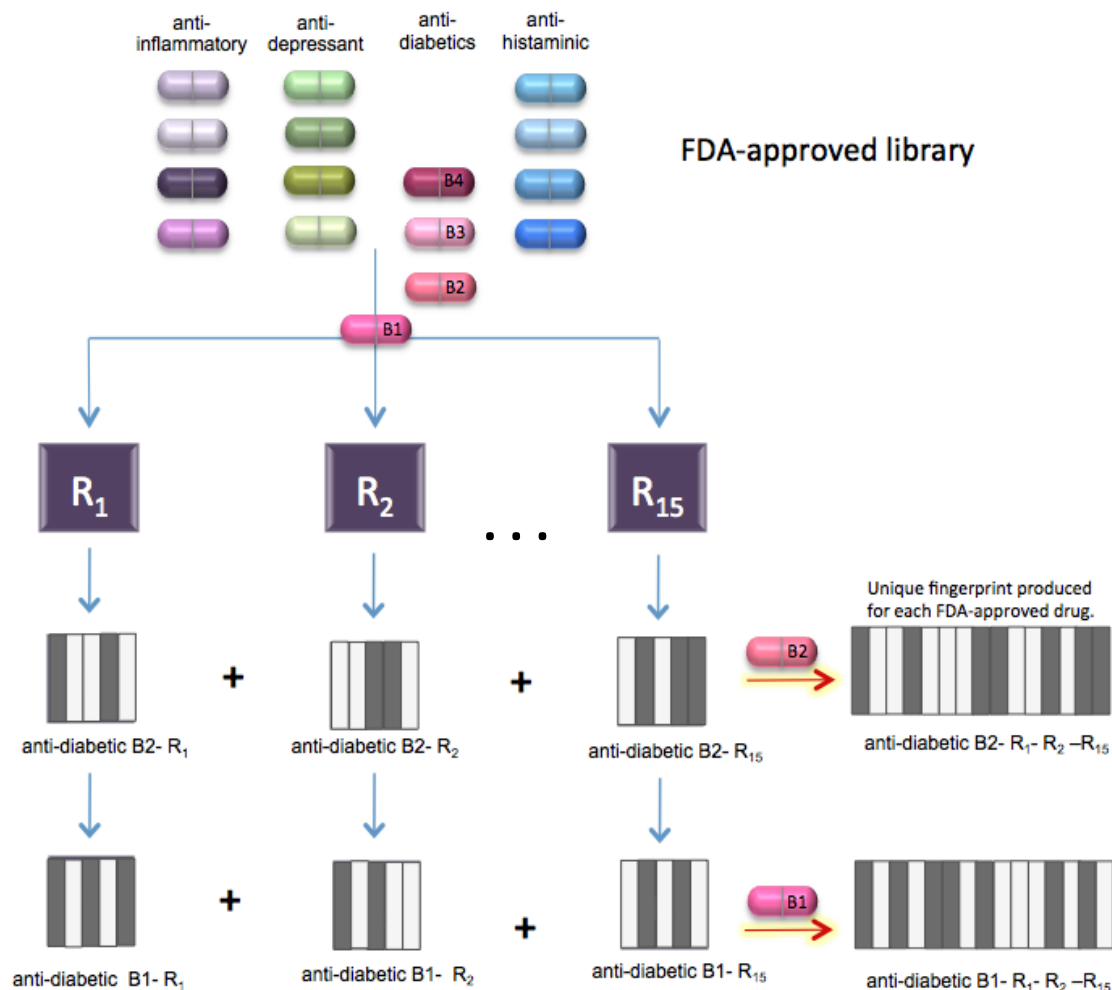 anti-
inflammatory
anti-
depressant
anti-
diabetics
anti-
histaminic
FDA-approved library
B4
B3
B2
B1
R₁
R₂
R₁₅
. . .
Unique fingerprint produced
for each FDA-approved drug.
+
+
B2
anti-diabetic B2- R₁
anti-diabetic B2- R₂
anti-diabetic B2- R₁₅
anti-diabetic B2- R₁- R₂ –R₁₅
+
+
B1
anti-diabetic B1- R₁
anti-diabetic B1- R₂
anti-diabetic B1- R₁₅
anti-diabetic B1- R₁- R₂ –R₁₅